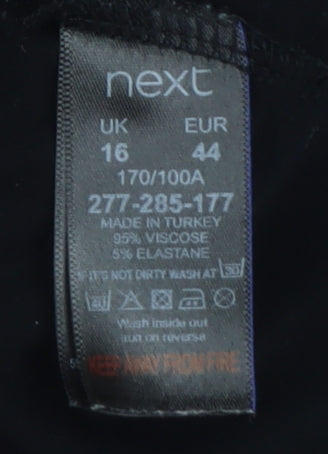 next
UK EUR
16 44
170/100A
277-285-177
MADE IN TURKEY
95% VISCOSE
5% ELASTANE
IF IT'S NOT DIRTY WASH AT 30
40
Wash inside out
iron on reverse
KEEP AWAY FROM FIRE